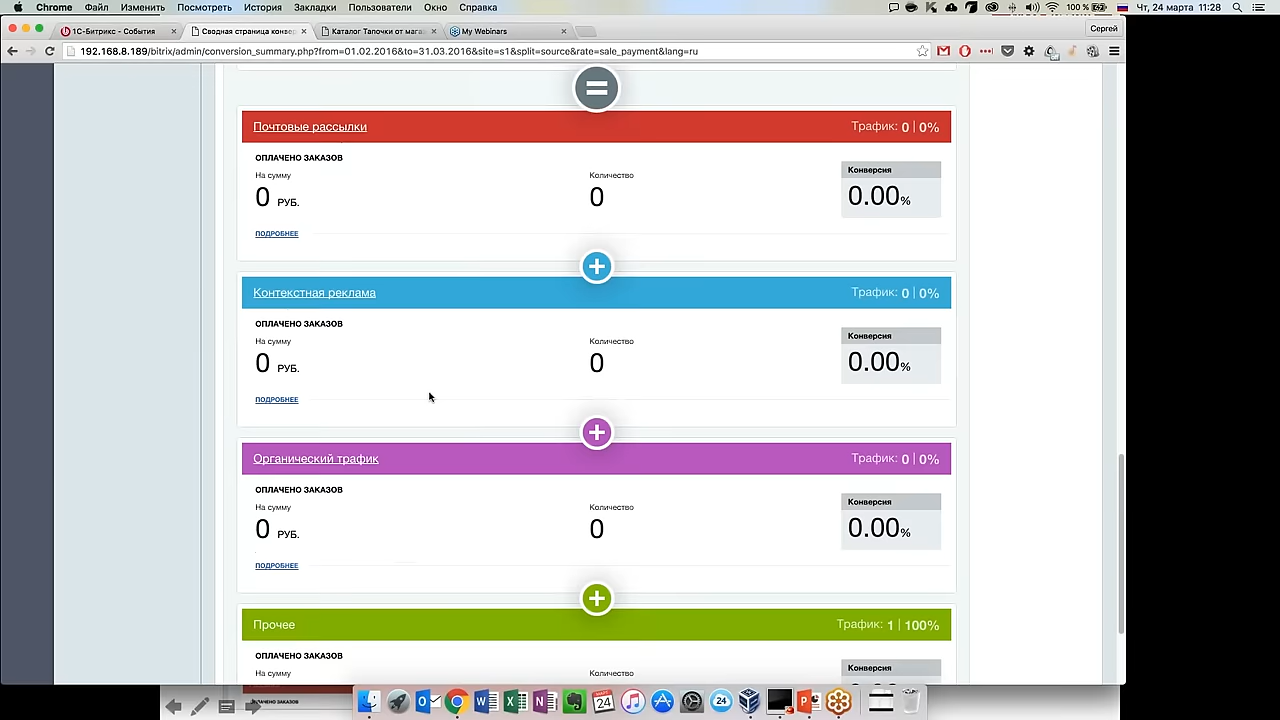 Chrome Файл Изменить Посмотреть История Закладки Пользователи Окно Справка 100 % Чт, 24 марта 11:28
1С-Битрикс - События Сводная страница конвер Каталог Тапочки от мага My Webinars Сергей
192.168.8.189/bitrix/admin/conversion_summary.php?from=01.02.2016&to=31.03.2016&site=s1&split=source&rate=sale_payment&lang=ru
Почтовые рассылки Трафик: 0 | 0%
ОПЛАЧЕНО ЗАКАЗОВ
На сумму Количество Конверсия
0 РУБ. 0 0.00%
ПОДРОБНЕЕ
Контекстная реклама Трафик: 0 | 0%
ОПЛАЧЕНО ЗАКАЗОВ
На сумму Количество Конверсия
0 РУБ. 0 0.00%
ПОДРОБНЕЕ
Органический трафик Трафик: 0 | 0%
ОПЛАЧЕНО ЗАКАЗОВ
На сумму Количество Конверсия
0 РУБ. 0 0.00%
ПОДРОБНЕЕ
Прочее Трафик: 1 | 100%
ОПЛАЧЕНО ЗАКАЗОВ
На сумму Количество Конверсия
24 24